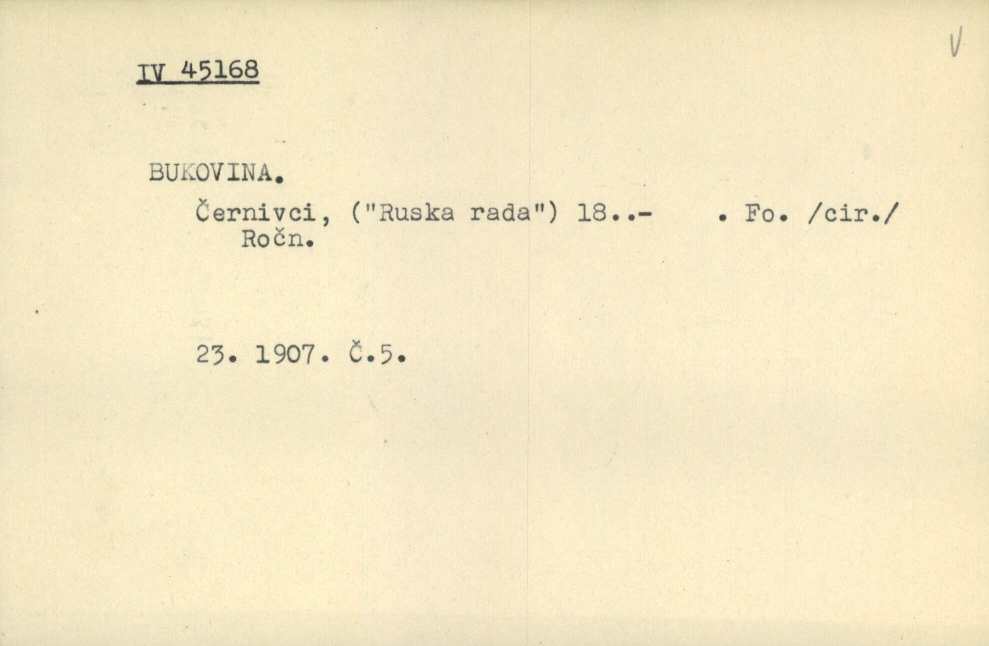 V
IV 45168
BUKOVINA.
Černivci, ("Ruska rada") 18..- . Fo. /cir./
Ročn.
23. 1907. Č.5.